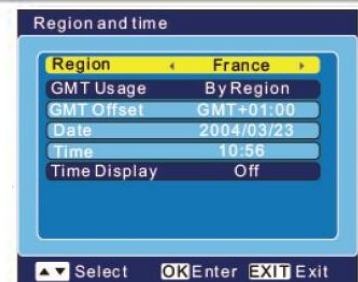 Region and time
Region France
GMT Usage By Region
GMT Offset GMT+01:00
Date 2004/03/23
Time 10:56
Time Display Off
Select OK Enter EXIT Exit